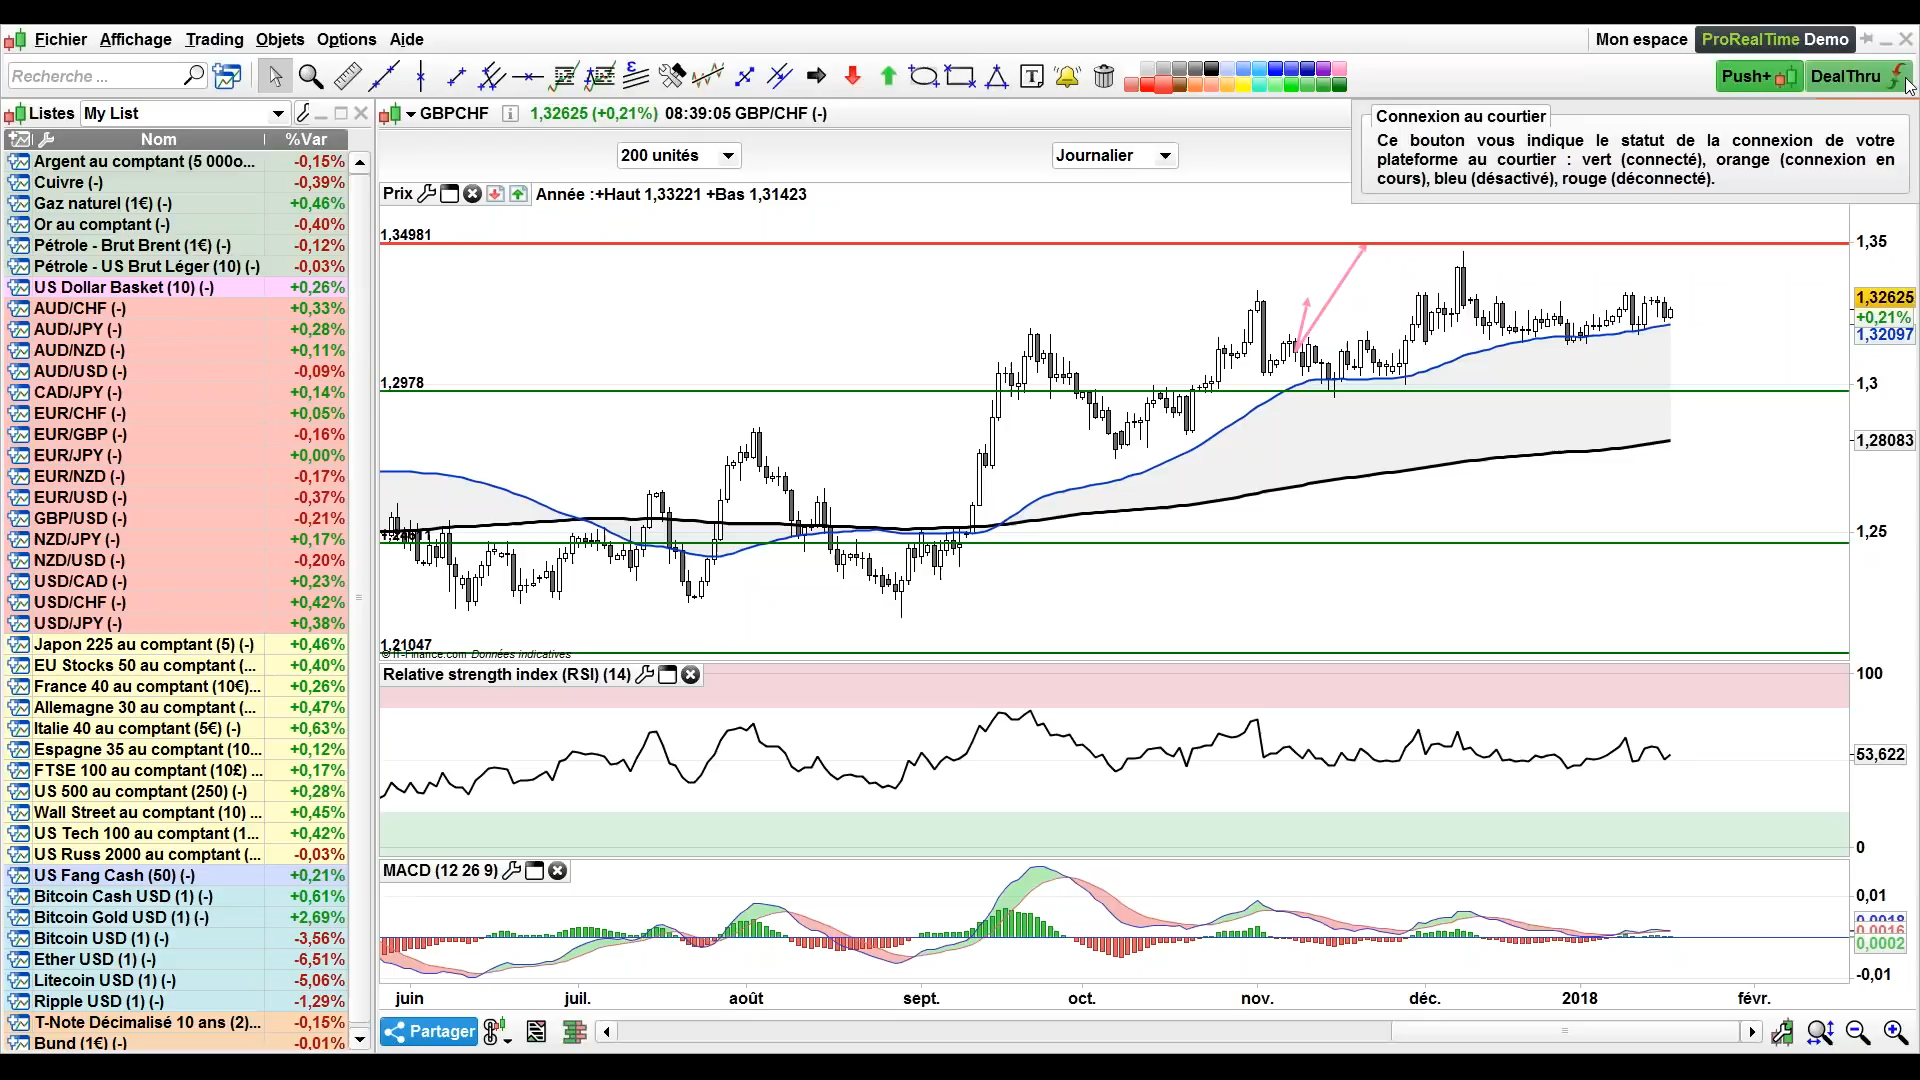 Fichier Affichage Trading Objets Options Aide
Mon espace ProRealTime Demo
Recherche ...
Push+ DealThru
Listes My List
Nom %Var
Argent au comptant (5 000o... -0,15%
Cuivre (-) -0,39%
Gaz naturel (1€) (-) +0,46%
Or au comptant (-) -0,40%
Pétrole - Brut Brent (1€) (-) -0,12%
Pétrole - US Brut Léger (10) (-) -0,03%
US Dollar Basket (10) (-) +0,26%
AUD/CHF (-) +0,33%
AUD/JPY (-) +0,28%
AUD/NZD (-) +0,11%
AUD/USD (-) -0,09%
CAD/JPY (-) +0,14%
EUR/CHF (-) +0,05%
EUR/GBP (-) -0,16%
EUR/JPY (-) +0,00%
EUR/NZD (-) -0,17%
EUR/USD (-) -0,37%
GBP/USD (-) -0,21%
NZD/JPY (-) +0,17%
NZD/USD (-) -0,20%
USD/CAD (-) +0,23%
USD/CHF (-) +0,42%
USD/JPY (-) +0,38%
Japon 225 au comptant (5) (-) +0,46%
EU Stocks 50 au comptant (... +0,40%
France 40 au comptant (10€)... +0,26%
Allemagne 30 au comptant (... +0,47%
Italie 40 au comptant (5€) (-) +0,63%
Espagne 35 au comptant (10... +0,12%
FTSE 100 au comptant (10£) ... +0,17%
US 500 au comptant (250) (-) +0,28%
Wall Street au comptant (10) ... +0,45%
US Tech 100 au comptant (1... +0,42%
US Russ 2000 au comptant (... -0,03%
US Fang Cash (50) (-) +0,21%
Bitcoin Cash USD (1) (-) +0,61%
Bitcoin Gold USD (1) (-) +2,69%
Bitcoin USD (1) (-) -3,56%
Ether USD (1) (-) -6,51%
Litecoin USD (1) (-) -5,06%
Ripple USD (1) (-) -1,29%
T-Note Décimalisé 10 ans (2)... -0,15%
Bund (1€) (-) -0,01%
GBPCHF 1,32625 (+0,21%) 08:39:05 GBP/CHF (-)
200 unités Journalier
Connexion au courtier
Ce bouton vous indique le statut de la connexion de votre
plateforme au courtier : vert (connecté), orange (connexion en
cours), bleu (désactivé), rouge (déconnecté).
Prix Année :+Haut 1,33221 +Bas 1,31423
1,34981
1,35
1,32625
+0,21%
1,32097
1,2978
1,3
1,28083
1,25
1,21047
© IT-Finance.com Données indicatives
Relative strength index (RSI) (14)
100
53,622
0
MACD (12 26 9)
0,01
0,0018
0,0016
0,0002
-0,01
juin juil. août sept. oct. nov. déc. 2018 févr.
Partager